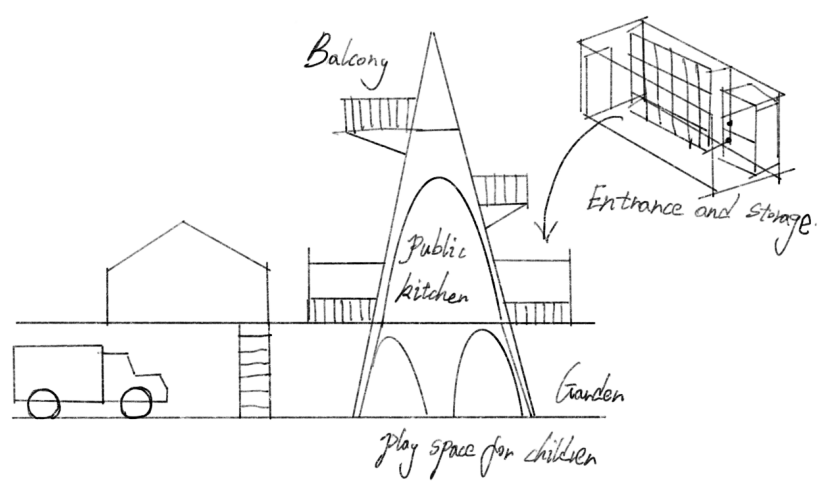 Balcony
Entrance and storage.
Public
kitchen
Garden
play space for children